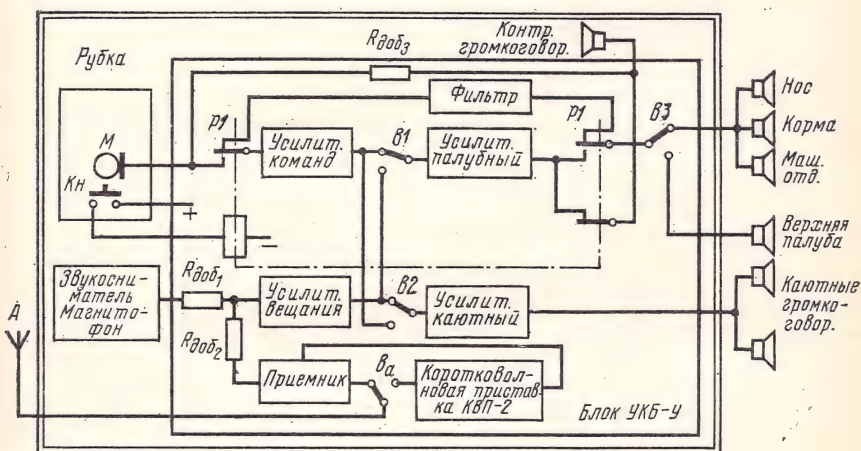 Контр.
громкоговор.
Rдоб3
Рубка
Фильтр
Нос
Р1
Р1
В3
М
Усилит.
команд
В1
Усилит.
палубный
Корма
Маш.
отд.
Кн
+
−
Верхняя
палуба
Звукосни-
матель
Магнито-
фон
Rдоб1
Усилит.
вещания
В2
Усилит.
каютный
Каютные
громко-
говор.
А
Rдоб2
Приемник
Ва
Коротковол-
новая пристав-
ка КВП-2
Блок УКБ-У